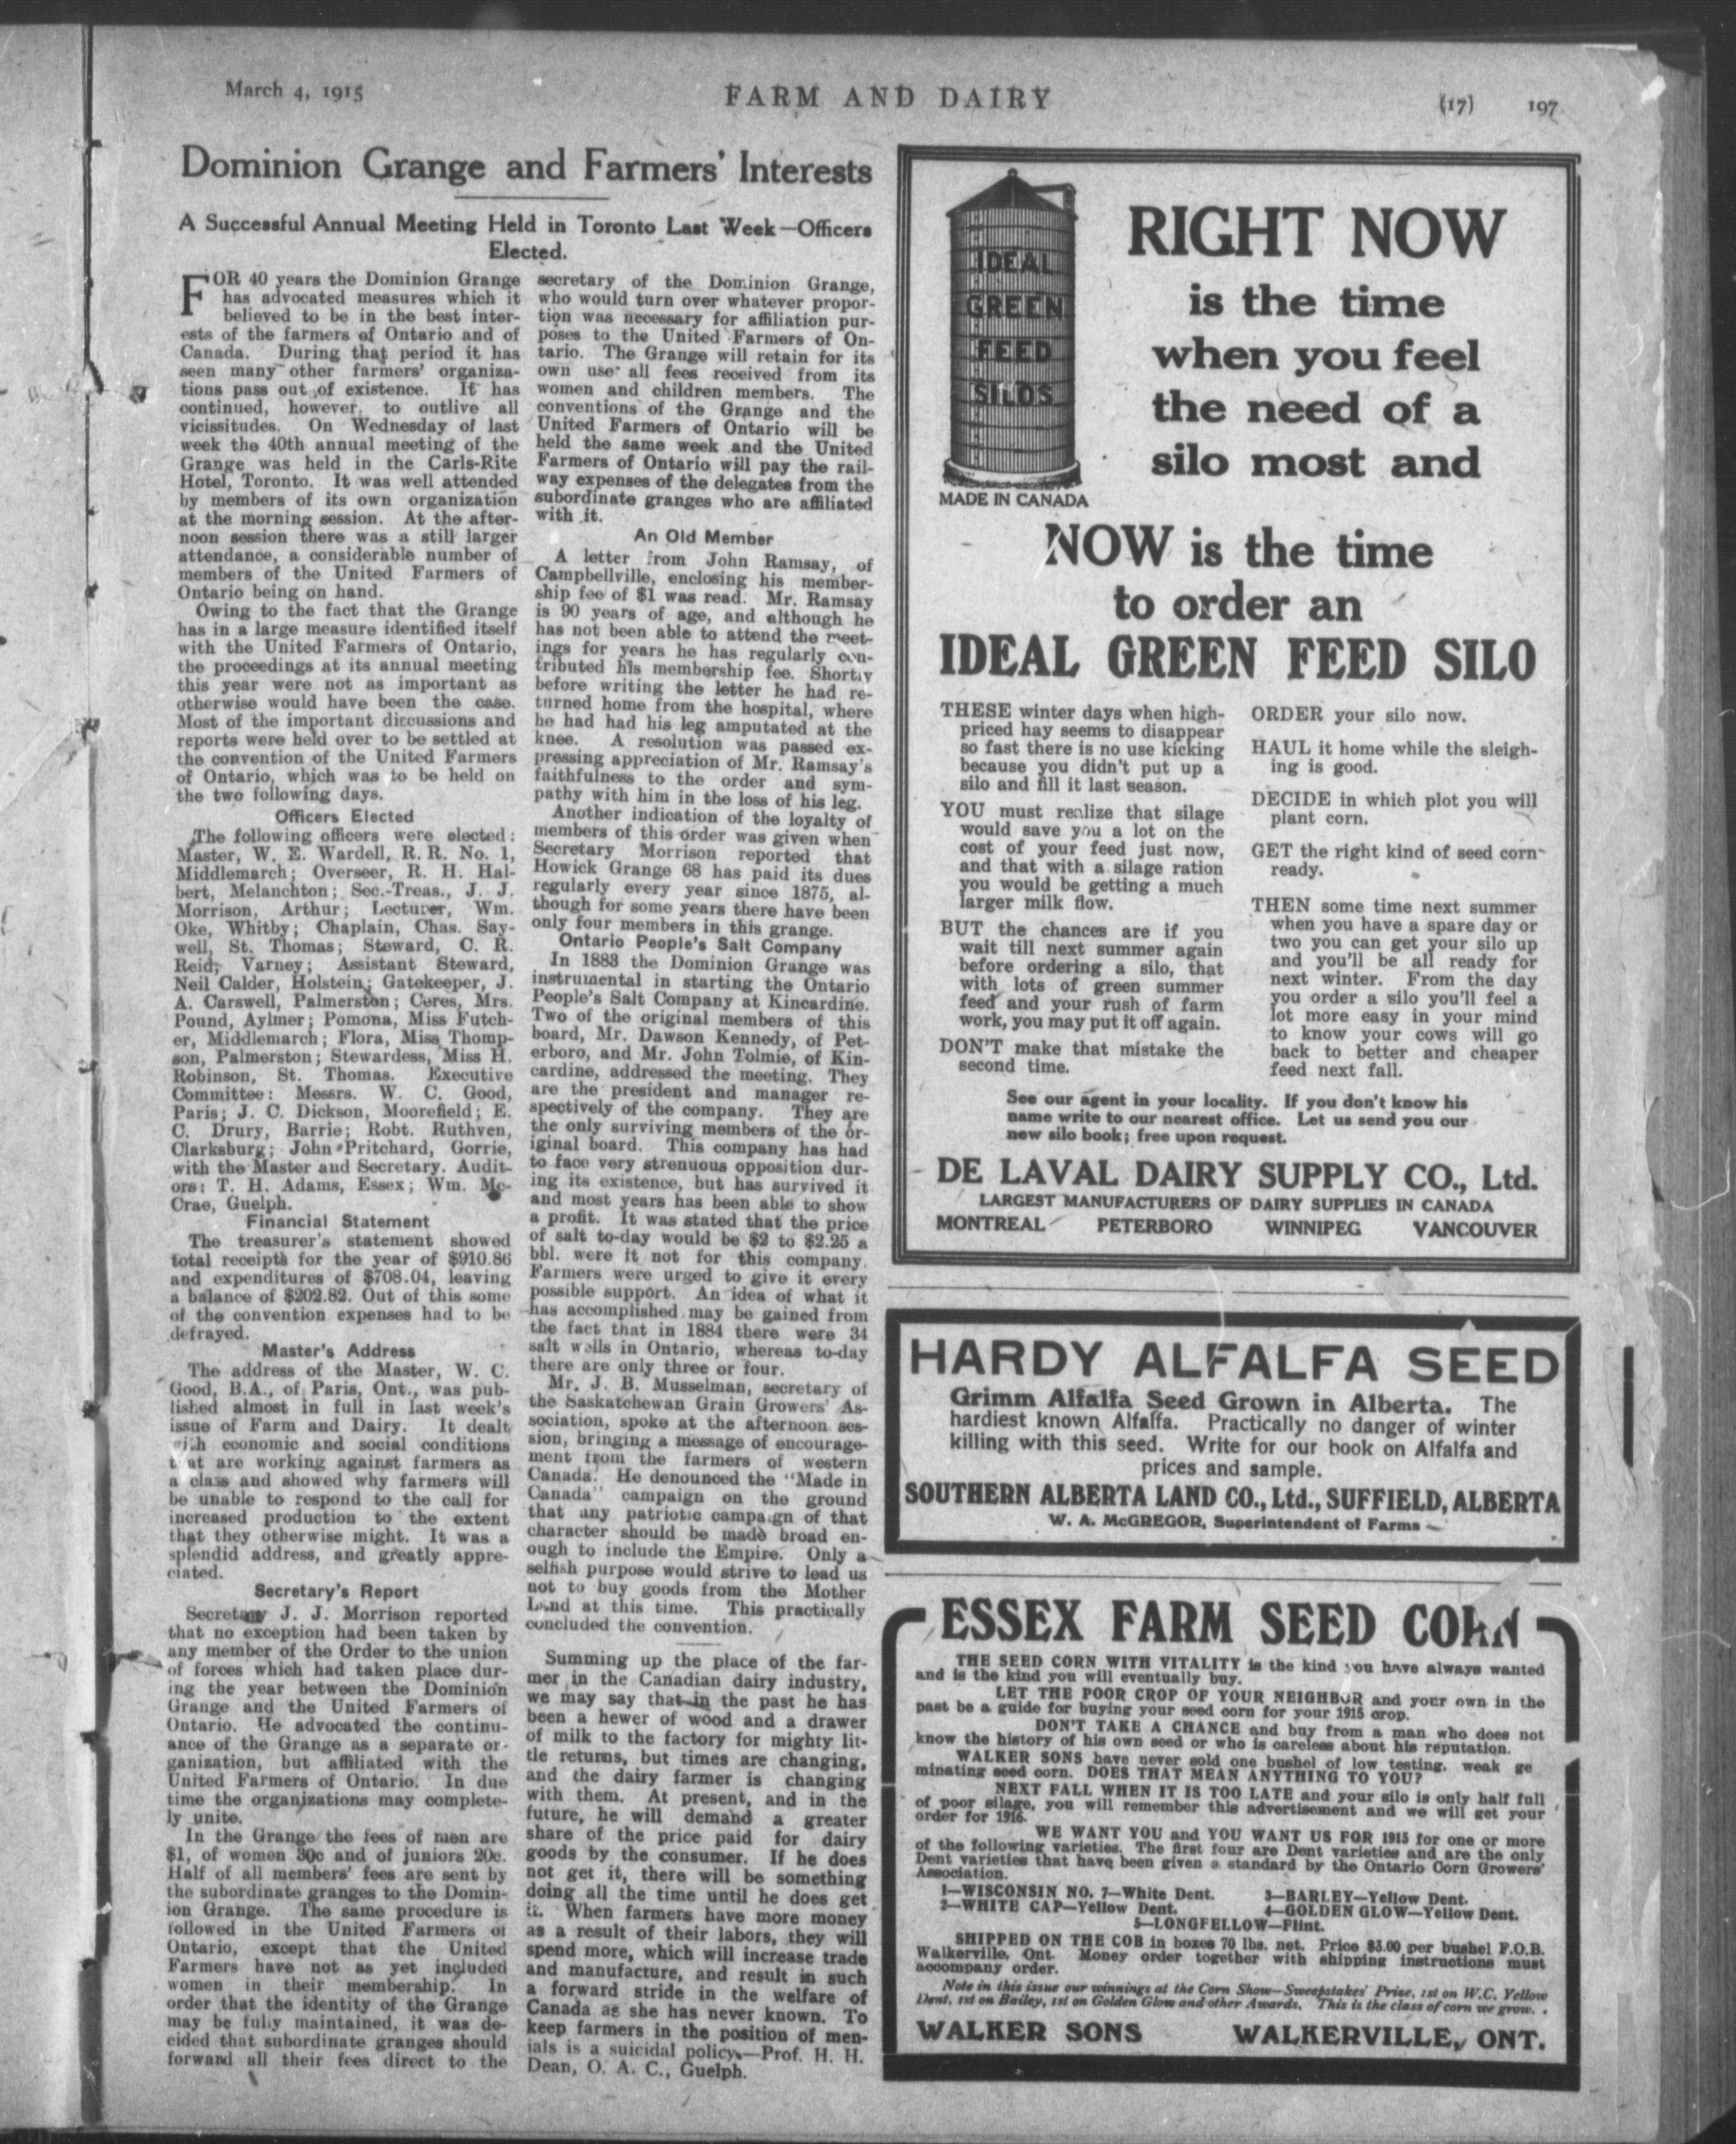 March 4, 1915
FARM AND DAIRY
(17)
197
Dominion Grange and Farmers' Interests
A Successful Annual Meeting Held in Toronto Last Week—Officers
Elected.
FOR 40 years the Dominion Grange
has advocated measures which it
believed to be in the best inter-
ests of the farmers of Ontario and of
Canada. During that period it has
seen many other farmers' organiza-
tions pass out of existence. It has
continued, however, to outlive all
vicissitudes. On Wednesday of last
week the 40th annual meeting of the
Grange was held in the Carls-Rite
Hotel, Toronto. It was well attended
by members of its own organization
at the morning session. At the after-
noon session there was a still larger
attendance, a considerable number of
members of the United Farmers of
Ontario being on hand.
Owing to the fact that the Grange
has in a large measure identified itself
with the United Farmers of Ontario,
the proceedings at its annual meeting
this year were not as important as
otherwise would have been the case.
Most of the important discussions and
reports were held over to be settled at
the convention of the United Farmers
of Ontario, which was to be held on
the two following days.
Officers Elected
The following officers were elected:
Master, W. E. Wardell, R. R. No. 1,
Middlemarch; Overseer, R. H. Hal-
bert, Melanchton; Sec.-Treas., J. J.
Morrison, Arthur; Lecturer, Wm.
Oke, Whitby; Chaplain, Chas. Say-
well, St. Thomas; Steward, C. R.
Reid, Varney; Assistant Steward,
Neil Calder, Holstein; Gatekeeper, J.
A. Carswell, Palmerston; Ceres, Mrs.
Pound, Aylmer; Pomona, Miss Futch-
er, Middlemarch; Flora, Miss Thomp-
son, Palmerston; Stewardess, Miss H.
Robinson, St. Thomas. Executive
Committee: Messrs. W. C. Good,
Paris; J. C. Dickson, Moorefield; E.
C. Drury, Barrie; Robt. Ruthven,
Clarksburg; John Pritchard, Gorrie,
with the Master and Secretary. Audit-
ors: T. H. Adams, Essex; Wm. Mc-
Crae, Guelph.
Financial Statement
The treasurer's statement showed
total receipts for the year of $910.86
and expenditures of $708.04, leaving
a balance of $202.82. Out of this some
of the convention expenses had to be
defrayed.
Master's Address
The address of the Master, W. C.
Good, B.A., of Paris, Ont., was pub-
lished almost in full in last week's
issue of Farm and Dairy. It dealt
with economic and social conditions
that are working against farmers as
a class and showed why farmers will
be unable to respond to the call for
increased production to the extent
that they otherwise might. It was a
splendid address, and greatly appre-
ciated.
Secretary's Report
Secretary J. J. Morrison reported
that no exception had been taken by
any member of the Order to the union
of forces which had taken place dur-
ing the year between the Dominion
Grange and the United Farmers of
Ontario. He advocated the continu-
ance of the Grange as a separate or-
ganization, but affiliated with the
United Farmers of Ontario. In due
time the organizations may complete-
ly unite.
In the Grange the fees of men are
$1, of women 30c and of juniors 20c.
Half of all members' fees are sent by
the subordinate granges to the Domin-
ion Grange. The same procedure is
followed in the United Farmers of
Ontario, except that the United
Farmers have not as yet included
women in their membership. In
order that the identity of the Grange
may be fully maintained, it was de-
cided that subordinate granges should
forward all their fees direct to the
secretary of the Dominion Grange,
who would turn over whatever propor-
tion was necessary for affiliation pur-
poses to the United Farmers of On-
tario. The Grange will retain for its
own use all fees received from its
women and children members. The
conventions of the Grange and the
United Farmers of Ontario will be
held the same week and the United
Farmers of Ontario will pay the rail-
way expenses of the delegates from the
subordinate granges who are affiliated
with it.
An Old Member
A letter from John Ramsay, of
Campbellville, enclosing his member-
ship fee of $1 was read. Mr. Ramsay
is 90 years of age, and although he
has not been able to attend the meet-
ings for years he has regularly con-
tributed his membership fee. Shortly
before writing the letter he had re-
turned home from the hospital, where
he had had his leg amputated at the
knee. A resolution was passed ex-
pressing appreciation of Mr. Ramsay's
faithfulness to the order and sym-
pathy with him in the loss of his leg.
Another indication of the loyalty of
members of this order was given when
Secretary Morrison reported that
Howick Grange 68 has paid its dues
regularly every year since 1875, al-
though for some years there have been
only four members in this grange.
Ontario People's Salt Company
In 1883 the Dominion Grange was
instrumental in starting the Ontario
People's Salt Company at Kincardine.
Two of the original members of this
board, Mr. Dawson Kennedy, of Pet-
erboro, and Mr. John Tolmie, of Kin-
cardine, addressed the meeting. They
are the president and manager re-
spectively of the company. They are
the only surviving members of the or-
iginal board. This company has had
to face very strenuous opposition dur-
ing its existence, but has survived it
and most years has been able to show
a profit. It was stated that the price
of salt to-day would be $2 to $2.25 a
bbl. were it not for this company.
Farmers were urged to give it every
possible support. An idea of what it
has accomplished may be gained from
the fact that in 1884 there were 34
salt wells in Ontario, whereas to-day
there are only three or four.
Mr. J. B. Musselman, secretary of
the Saskatchewan Grain Growers' As-
sociation, spoke at the afternoon ses-
sion, bringing a message of encourage-
ment from the farmers of western
Canada. He denounced the "Made in
Canada" campaign on the ground
that any patriotic campaign of that
character should be made broad en-
ough to include the Empire. Only a
selfish purpose would strive to lead us
not to buy goods from the Mother
Land at this time. This practically
concluded the convention.
Summing up the place of the far-
mer in the Canadian dairy industry,
we may say that in the past he has
been a hewer of wood and a drawer
of milk to the factory for mighty lit-
tle returns, but times are changing,
and the dairy farmer is changing
with them. At present, and in the
future, he will demand a greater
share of the price paid for dairy
goods by the consumer. If he does
not get it, there will be something
doing all the time until he does get
it. When farmers have more money
as a result of their labors, they will
spend more, which will increase trade
and manufacture, and result in such
a forward stride in the welfare of
Canada as she has never known. To
keep farmers in the position of men-
ials is a suicidal policy.—Prof. H. H.
Dean, O. A. C., Guelph.
IDEAL
GREEN
FEED
SILOS
MADE IN CANADA
RIGHT NOW
is the time
when you feel
the need of a
silo most and
NOW is the time
to order an
IDEAL GREEN FEED SILO
THESE winter days when high-
priced hay seems to disappear
so fast there is no use kicking
because you didn't put up a
silo and fill it last season.
YOU must realize that silage
would save you a lot on the
cost of your feed just now,
and that with a silage ration
you would be getting a much
larger milk flow.
BUT the chances are if you
wait till next summer again
before ordering a silo, that
with lots of green summer
feed and your rush of farm
work, you may put it off again.
DON'T make that mistake the
second time.
ORDER your silo now.
HAUL it home while the sleigh-
ing is good.
DECIDE in which plot you will
plant corn.
GET the right kind of seed corn
ready.
THEN some time next summer
when you have a spare day or
two you can get your silo up
and you'll be all ready for
next winter. From the day
you order a silo you'll feel a
lot more easy in your mind
to know your cows will go
back to better and cheaper
feed next fall.
See our agent in your locality. If you don't know his
name write to our nearest office. Let us send you our
new silo book; free upon request.
DE LAVAL DAIRY SUPPLY CO., Ltd.
LARGEST MANUFACTURERS OF DAIRY SUPPLIES IN CANADA
MONTREAL PETERBORO WINNIPEG VANCOUVER
HARDY ALFALFA SEED
Grimm Alfalfa Seed Grown in Alberta. The
hardiest known Alfalfa. Practically no danger of winter
killing with this seed. Write for our book on Alfalfa and
prices and sample.
SOUTHERN ALBERTA LAND CO., Ltd., SUFFIELD, ALBERTA
W. A. McGREGOR, Superintendent of Farms
ESSEX FARM SEED CORN
THE SEED CORN WITH VITALITY is the kind you have always wanted
and is the kind you will eventually buy.
LET THE POOR CROP OF YOUR NEIGHBOR and your own in the
past be a guide for buying your seed corn for your 1915 crop.
DON'T TAKE A CHANCE and buy from a man who does not
know the history of his own seed or who is careless about his reputation.
WALKER SONS have never sold one bushel of low testing, weak ge
minating seed corn. DOES THAT MEAN ANYTHING TO YOU?
NEXT FALL WHEN IT IS TOO LATE and your silo is only half full
of poor silage, you will remember this advertisement and we will get your
order for 1916.
WE WANT YOU and YOU WANT US FOR 1915 for one or more
of the following varieties. The first four are Dent varieties and are the only
Dent varieties that have been given a standard by the Ontario Corn Growers'
Association.
1—WISCONSIN NO. 7—White Dent. 3—BARLEY—Yellow Dent.
2—WHITE CAP—Yellow Dent. 4—GOLDEN GLOW—Yellow Dent.
5—LONGFELLOW—Flint.
SHIPPED ON THE COB in boxes 70 lbs. net. Price $3.00 per bushel F.O.B.
Walkerville, Ont. Money order together with shipping instructions must
accompany order.
Note in this issue our winnings at the Corn Show—Sweepstakes' Prize, 1st on W.C. Yellow
Dent, 1st on Bailey, 1st on Golden Glow and other Awards. This is the class of corn we grow.
WALKER SONS WALKERVILLE, ONT.